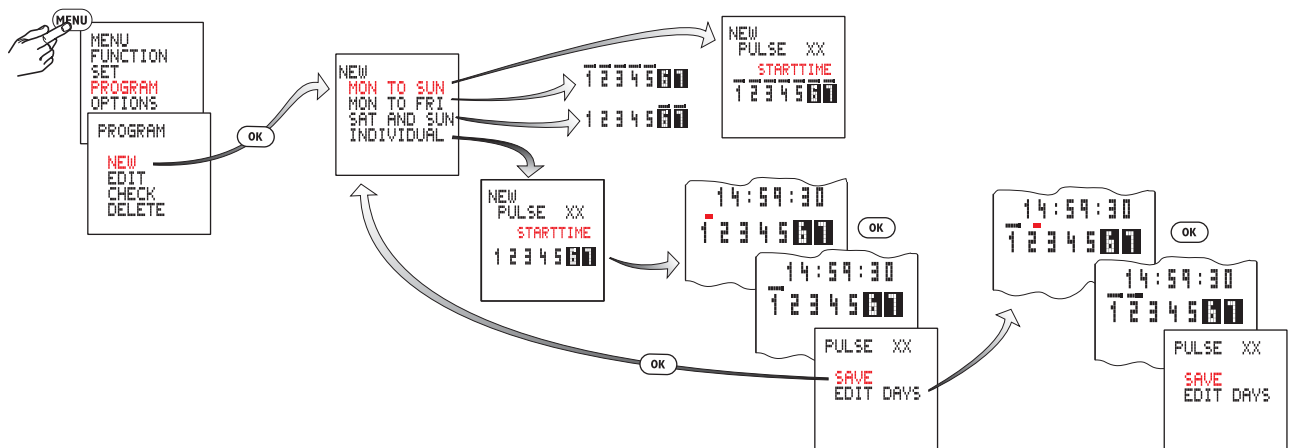 MENU
MENU
FUNCTION
SET
PROGRAM
OPTIONS
PROGRAM
NEW
EDIT
CHECK
DELETE
OK
NEW
MON TO SUN
MON TO FRI
SAT AND SUN
INDIVIDUAL
1 2 3 4 5 6 7
1 2 3 4 5 6 7
NEW
PULSE XX
STARTTIME
1 2 3 4 5 6 7
NEW
PULSE XX
STARTTIME
1 2 3 4 5 6 7
14:59:30
1 2 3 4 5 6 7
OK
14:59:30
1 2 3 4 5 6 7
PULSE XX
SAVE
EDIT DAYS
OK
14:59:30
1 2 3 4 5 6 7
OK
14:59:30
1 2 3 4 5 6 7
PULSE XX
SAVE
EDIT DAYS